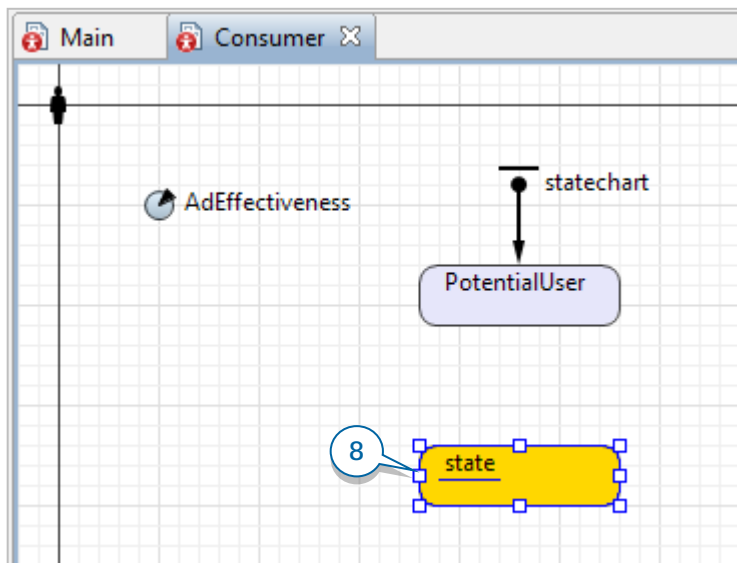 Main
Consumer
statechart
AdEffectiveness
PotentialUser
8
state